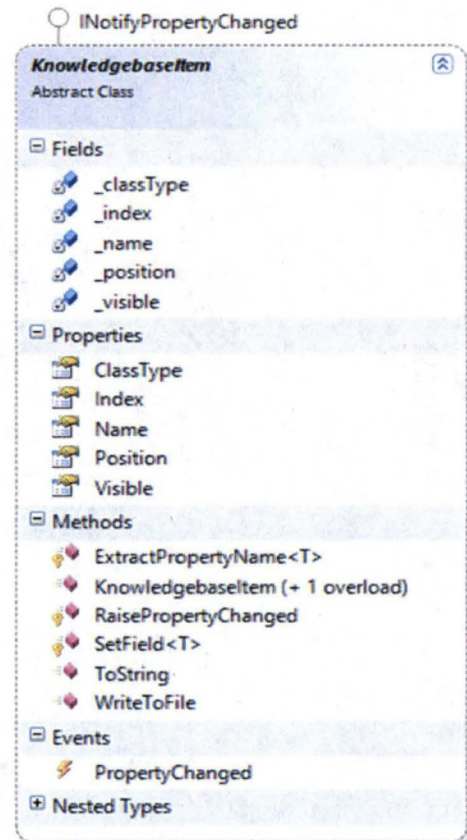 INotifyPropertyChanged
KnowledgebaseItem
Abstract Class
Fields
_classType
_index
_name
_position
_visible
Properties
ClassType
Index
Name
Position
Visible
Methods
ExtractPropertyName<T>
KnowledgebaseItem (+ 1 overload)
RaisePropertyChanged
SetField<T>
ToString
WriteToFile
Events
PropertyChanged
Nested Types